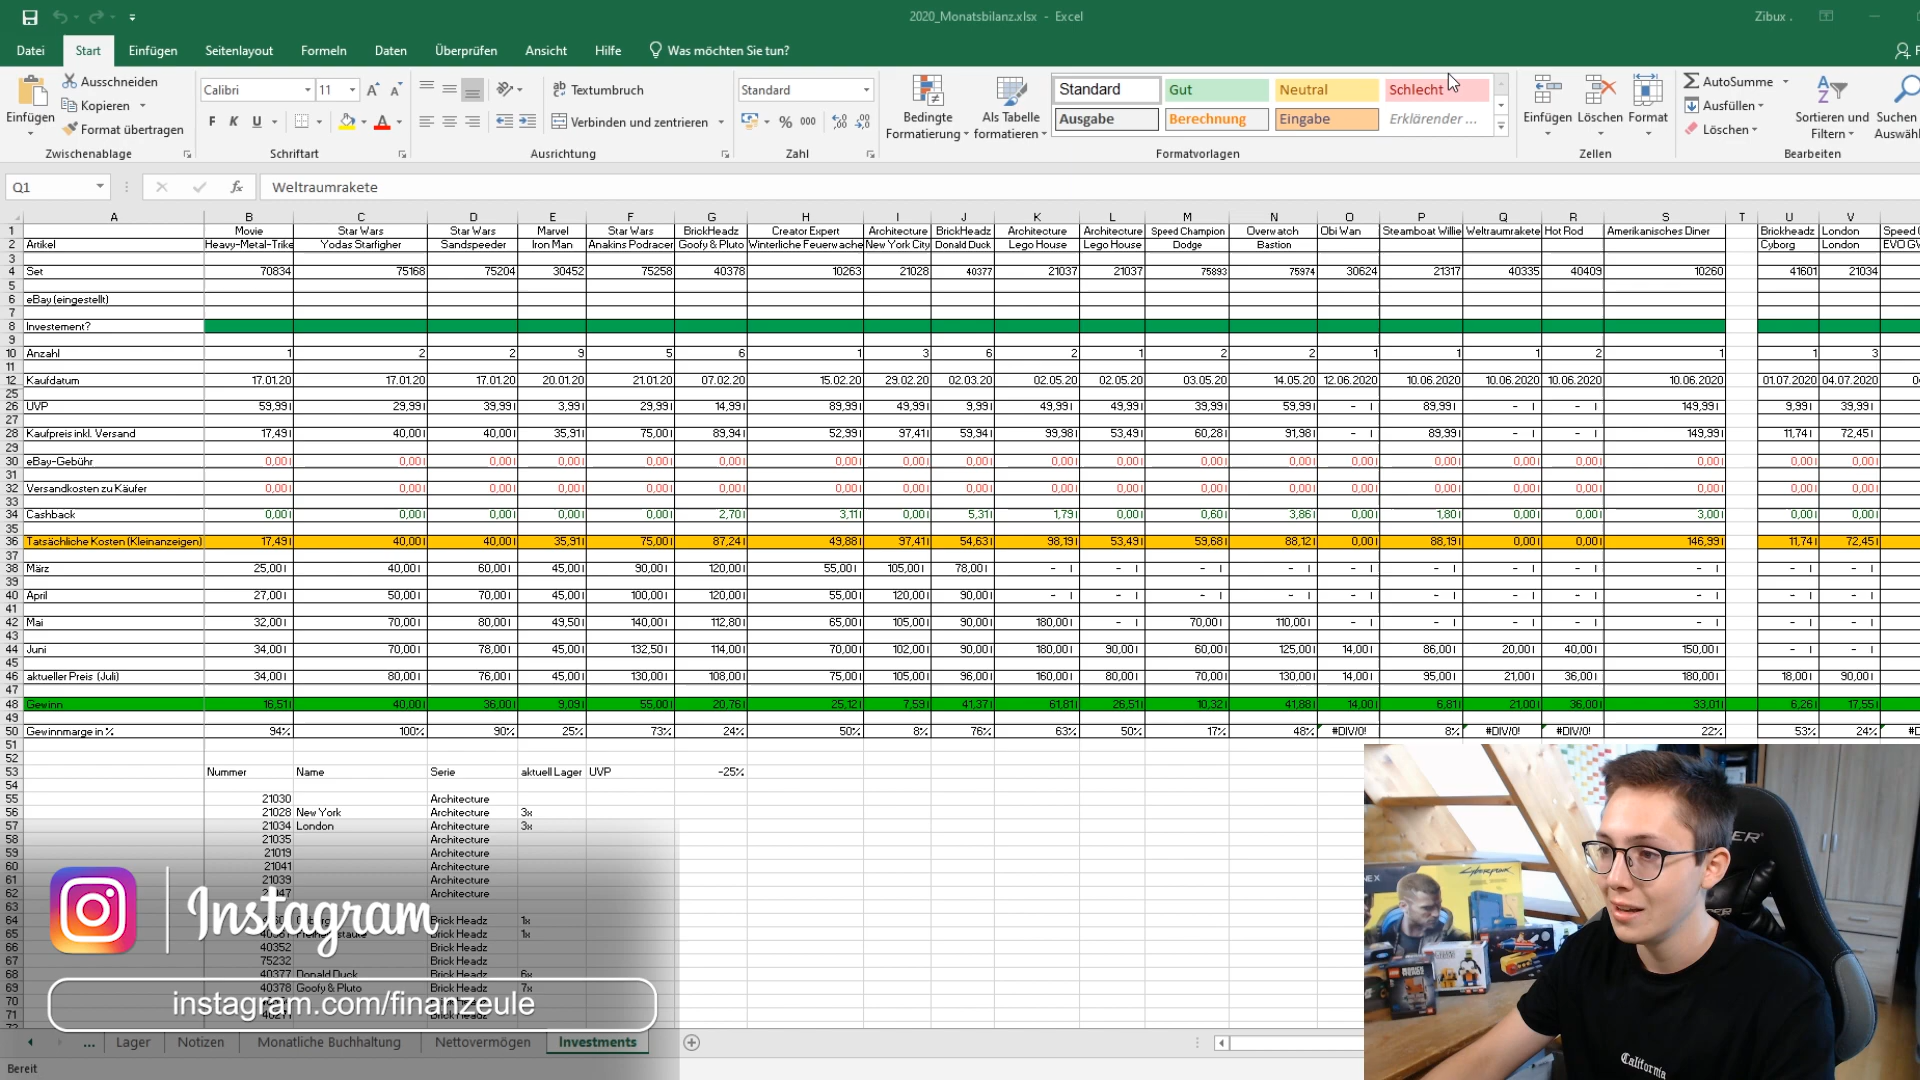 2020_Monatsbilanz.xlsx - Excel
Zibux .
Datei Start Einfügen Seitenlayout Formeln Daten Überprüfen Ansicht Hilfe Was möchten Sie tun?
Einfügen Ausschneiden Kopieren Format übertragen Zwischenablage
Calibri 11 F K U Schriftart
Textumbruch Verbinden und zentrieren Ausrichtung
Standard % 000 Zahl
Bedingte Formatierung Als Tabelle formatieren
Standard Gut Neutral Schlecht
Ausgabe Berechnung Eingabe Erklärender ...
Formatvorlagen
Einfügen Löschen Format Zellen
AutoSumme Ausfüllen Löschen Sortieren und Filtern Suchen Auswäh Bearbeiten
Q1 fx Weltraumrakete
A B C D E F G H I J K L M N O P Q R S T U V
1 Movie Star Wars Star Wars Marvel Star Wars BrickHeadz Creator Expert Architecture BrickHeadz Architecture Architecture Speed Champion Overwatch Obi Wan Steamboat Willie Weltraumrakete Hot Rod Amerikanisches Diner Brickheadz London Speed
2 Artikel Heavy-Metal-Trike Yodas Starfigher Sandspeeder Iron Man Anakins Podracer Goofy & Pluto Winterliche Feuerwache New York City Donald Duck Lego House Lego House Dodge Bastion Cyborg London
3
4 Set 70834 75168 75204 30452 75258 40378 10263 21028 40377 21037 21037 75893 75974 30624 21317 40335 40409 10260 41601 21034
5
6 eBay (eingestellt)
7
8 Investement?
9
10 Anzahl 1 2 2 9 5 6 1 3 6 2 1 2 2 1 1 1 2 1 1 3
11
12 Kaufdatum 17.01.20 17.01.20 17.01.20 20.01.20 21.01.20 07.02.20 15.02.20 29.02.20 02.03.20 02.05.20 02.05.20 03.05.20 14.05.20 12.06.2020 10.06.2020 10.06.2020 10.06.2020 10.06.2020 01.07.2020 04.07.2020
25
26 UVP 59,99 29,99 39,99 3,99 29,99 14,99 89,99 49,99 9,99 49,99 49,99 39,99 59,99 - 89,99 - - 149,99 9,99 39,99
27
28 Kaufpreis inkl. Versand 17,49 40,00 40,00 35,91 75,00 89,94 52,99 97,41 59,94 99,98 53,49 60,28 91,98 - 89,99 - - 149,99 11,74 72,45
29
30 eBay-Gebühr 0,00 0,00 0,00 0,00 0,00 0,00 0,00 0,00 0,00 0,00 0,00 0,00 0,00 0,00 0,00 0,00 0,00 0,00 0,00 0,00
31
32 Versandkosten zu Käufer 0,00 0,00 0,00 0,00 0,00 0,00 0,00 0,00 0,00 0,00 0,00 0,00 0,00 0,00 0,00 0,00 0,00 0,00 0,00 0,00
33
34 Cashback 0,00 0,00 0,00 0,00 0,00 2,70 3,11 0,00 5,31 1,79 0,00 0,60 3,86 0,00 1,80 0,00 0,00 3,00 0,00 0,00
35
36 Tatsächliche Kosten (Kleinanzeigen) 17,49 40,00 40,00 35,91 75,00 87,24 49,88 97,41 54,63 98,19 53,49 59,68 88,12 0,00 88,19 0,00 0,00 146,99 11,74 72,45
37
38 März 25,00 40,00 60,00 45,00 90,00 120,00 55,00 105,00 78,00 - - - - - - - - - - -
39
40 April 27,00 50,00 70,00 45,00 100,00 120,00 55,00 120,00 90,00 - - - - - - - - - - -
41
42 Mai 32,00 70,00 80,00 49,50 140,00 112,80 65,00 105,00 90,00 180,00 - 70,00 110,00 - - - - - - -
43
44 Juni 34,00 70,00 78,00 45,00 132,50 114,00 70,00 102,00 90,00 180,00 90,00 60,00 125,00 14,00 86,00 20,00 40,00 150,00 - -
45
46 aktueller Preis (Juli) 34,00 80,00 76,00 45,00 130,00 108,00 75,00 105,00 96,00 160,00 80,00 70,00 130,00 14,00 95,00 21,00 36,00 180,00 18,00 90,00
47
48 Gewinn 16,51 40,00 36,00 9,09 55,00 20,76 25,12 7,59 41,37 61,81 26,51 10,32 41,88 14,00 6,81 21,00 36,00 33,01 6,26 17,55
49
50 Gewinnmarge in % 94% 100% 90% 25% 73% 24% 50% 8% 76% 63% 50% 17% 48% #DIV/0! 8% #DIV/0! #DIV/0! 22% 53% 24%
51
52
53 Nummer Name Serie aktuell Lager UVP -25%
54
55 21030 Architecture
56 21028 New York Architecture 3x
57 21034 London Architecture 3x
58 21035 Architecture
59 21019 Architecture
60 21041 Architecture
61 21039 Architecture
62 Architecture
63
64 Brick Headz 1x
65 Brick Headz 1x
66 40352 Brick Headz
67 75232 Brick Headz
68 40377 Donald Duck Brick Headz 6x
69 40378 Goofy & Pluto Brick Headz 7x
70
71
Instagram
instagram.com/finanzeule
... Lager Notizen Monatliche Buchhaltung Nettovermögen Investments
Bereit
California